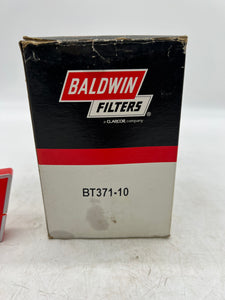 BALDWIN
FILTERS®
a CLARCOR company
BT371-10